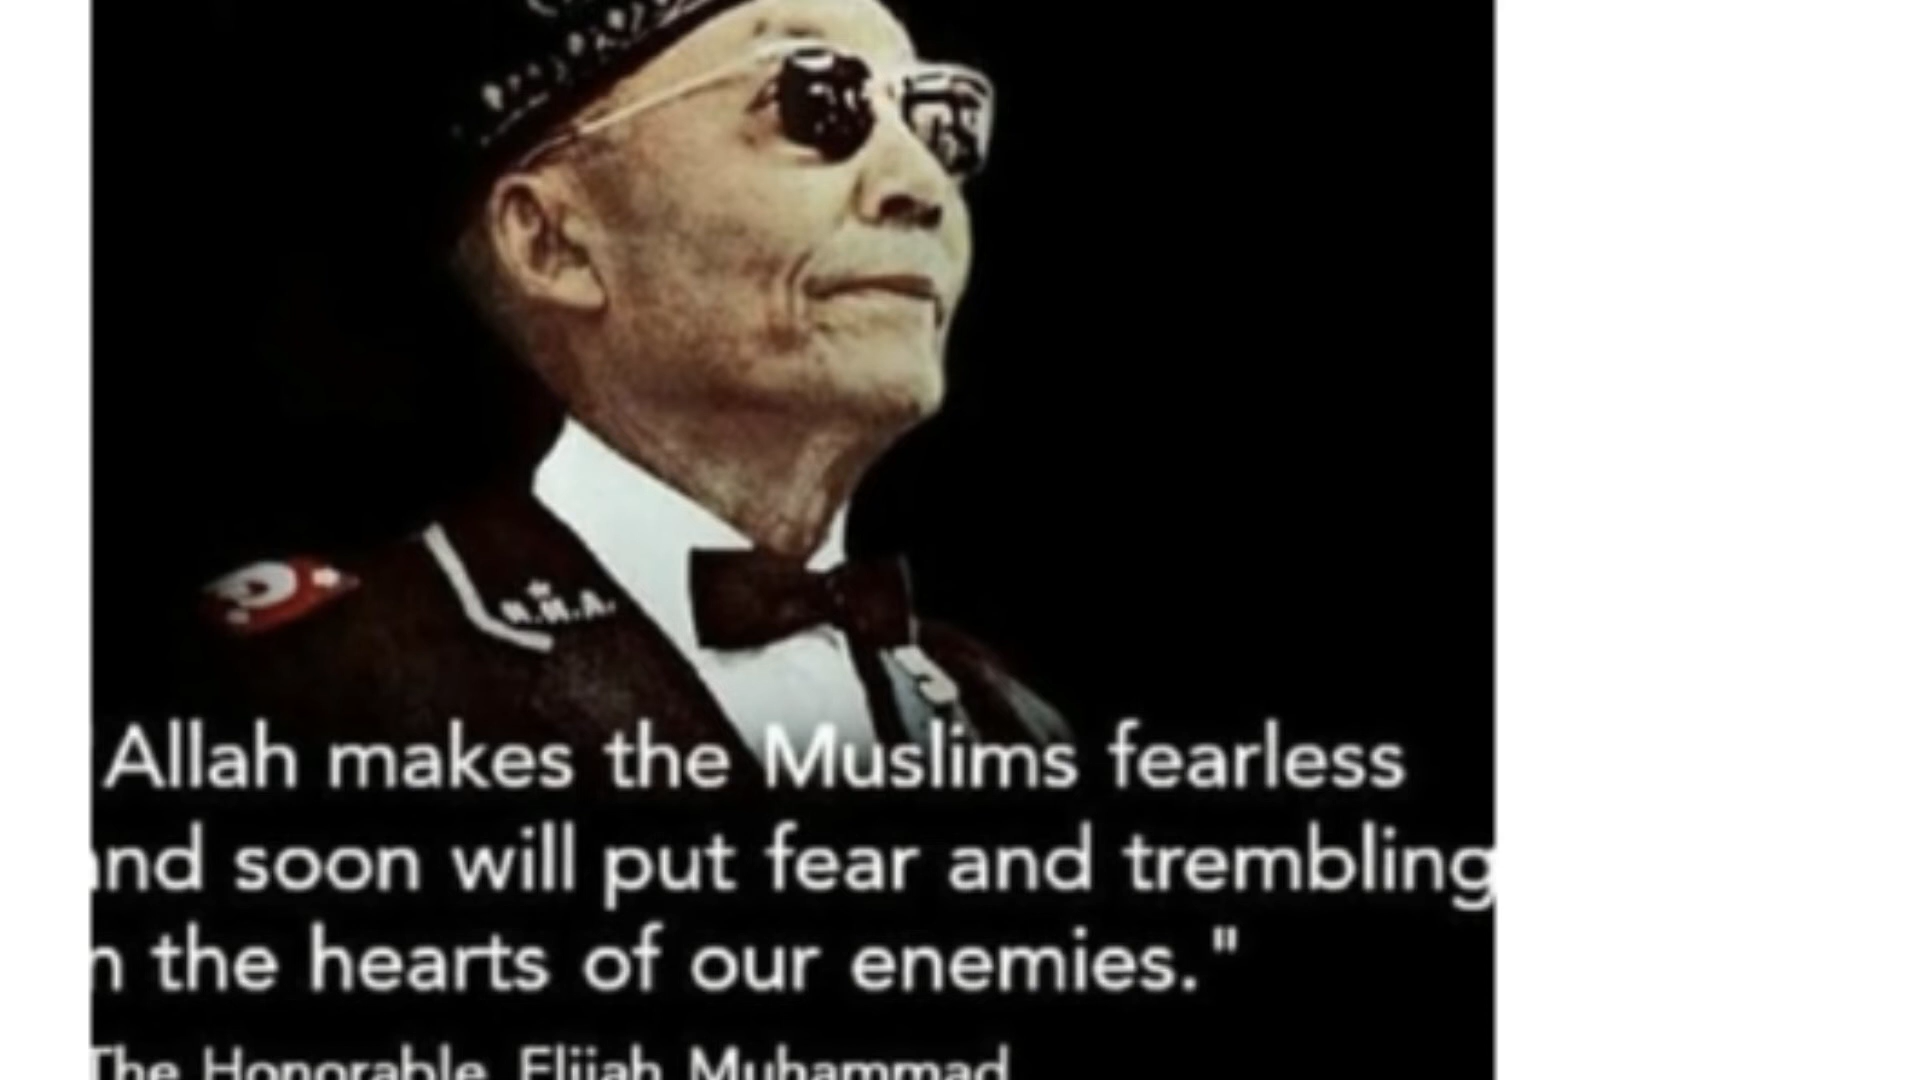 Allah makes the Muslims fearless
and soon will put fear and trembling
the hearts of our enemies."
The Honorable Elijah Muhammad